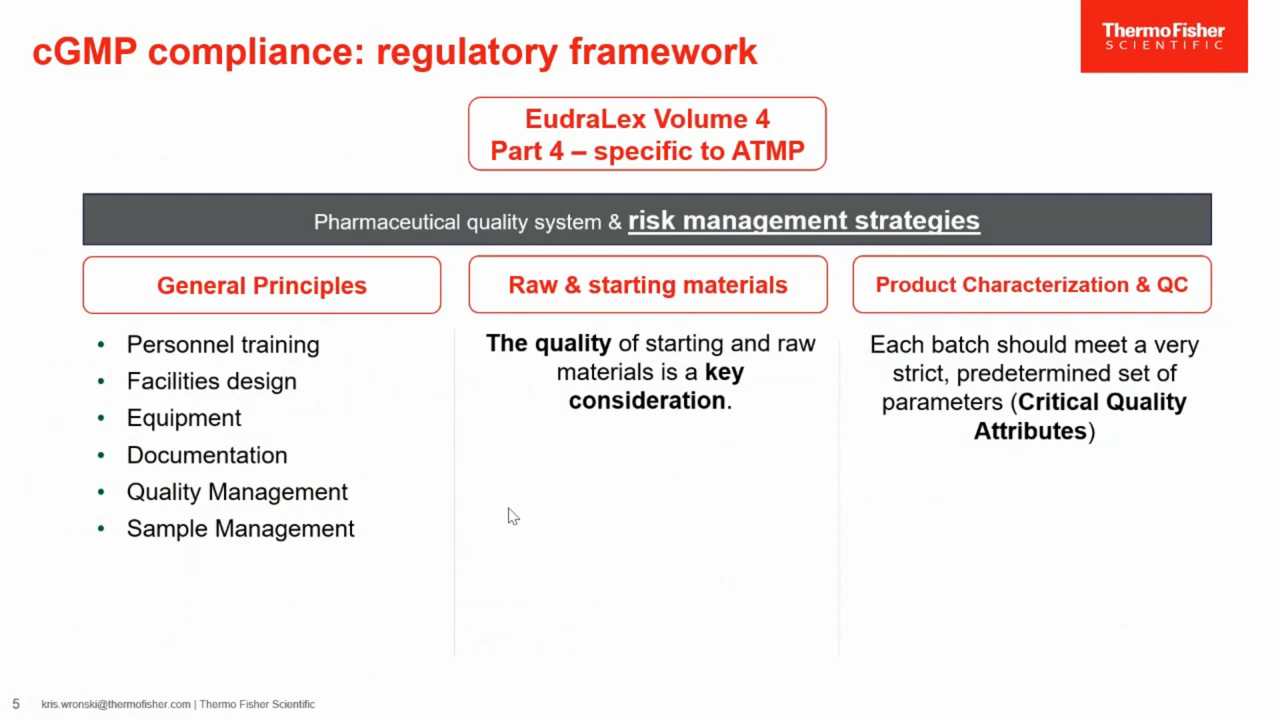 cGMP compliance: regulatory framework
ThermoFisher
SCIENTIFIC
EudraLex Volume 4
Part 4 – specific to ATMP
Pharmaceutical quality system & risk management strategies
General Principles
• Personnel training
• Facilities design
• Equipment
• Documentation
• Quality Management
• Sample Management
Raw & starting materials
The quality of starting and raw
materials is a key
consideration.
Product Characterization & QC
Each batch should meet a very
strict, predetermined set of
parameters (Critical Quality
Attributes)
5 kris.wronski@thermofisher.com | Thermo Fisher Scientific